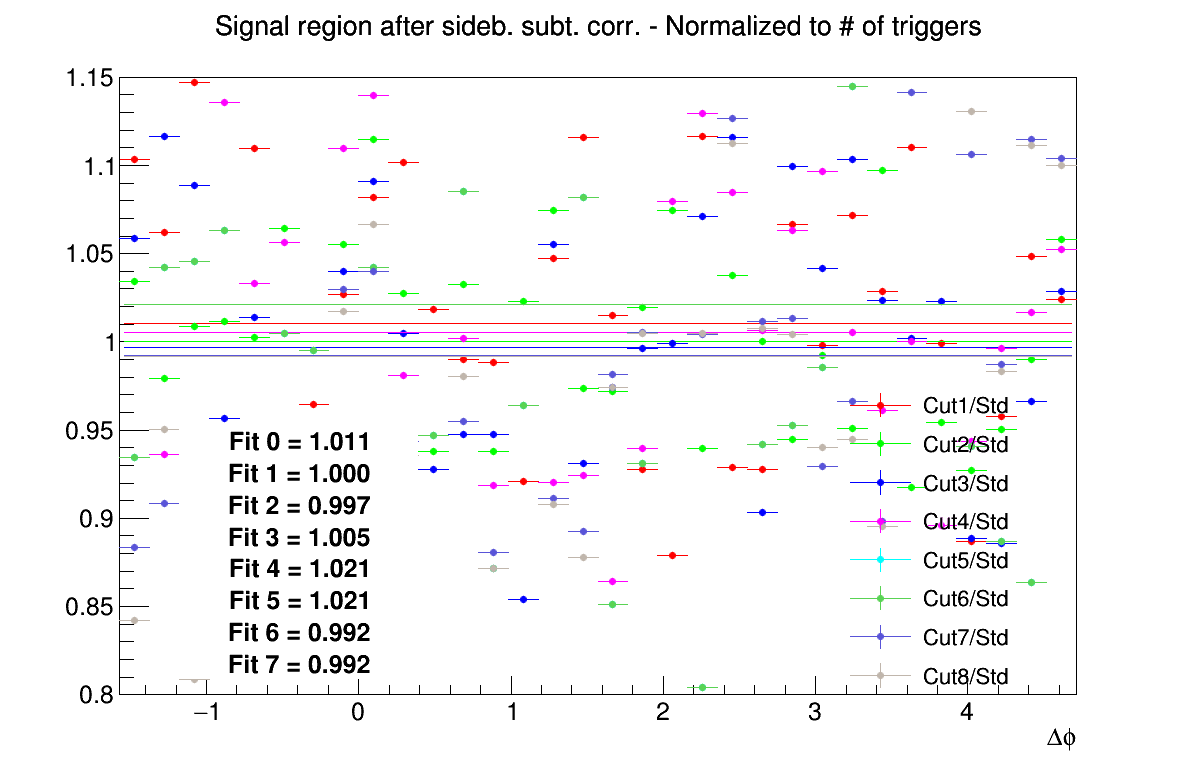 Signal region after sideb. subt. corr. - Normalized to # of triggers
1.15
1.1
1.05
1
0.95
0.9
0.85
0.8
Fit 0 = 1.011
Fit 1 = 1.000
Fit 2 = 0.997
Fit 3 = 1.005
Fit 4 = 1.021
Fit 5 = 1.021
Fit 6 = 0.992
Fit 7 = 0.992
Cut1/Std
Cut2/Std
Cut3/Std
Cut4/Std
Cut5/Std
Cut6/Std
Cut7/Std
Cut8/Std
−1 0 1 2 3 4
Δϕ